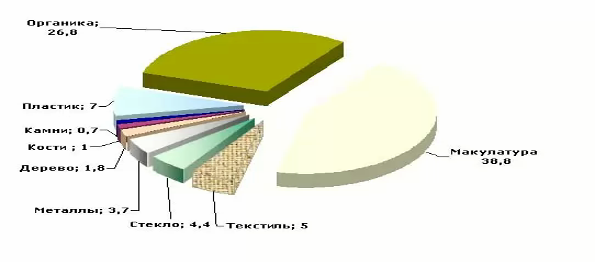 Органика;
26,8
Пластик; 7
Камни; 0,7
Кости ; 1
Дерево; 1,8
Металлы; 3,7
Стекло; 4,4
Текстиль; 5
Макулатура
38,8